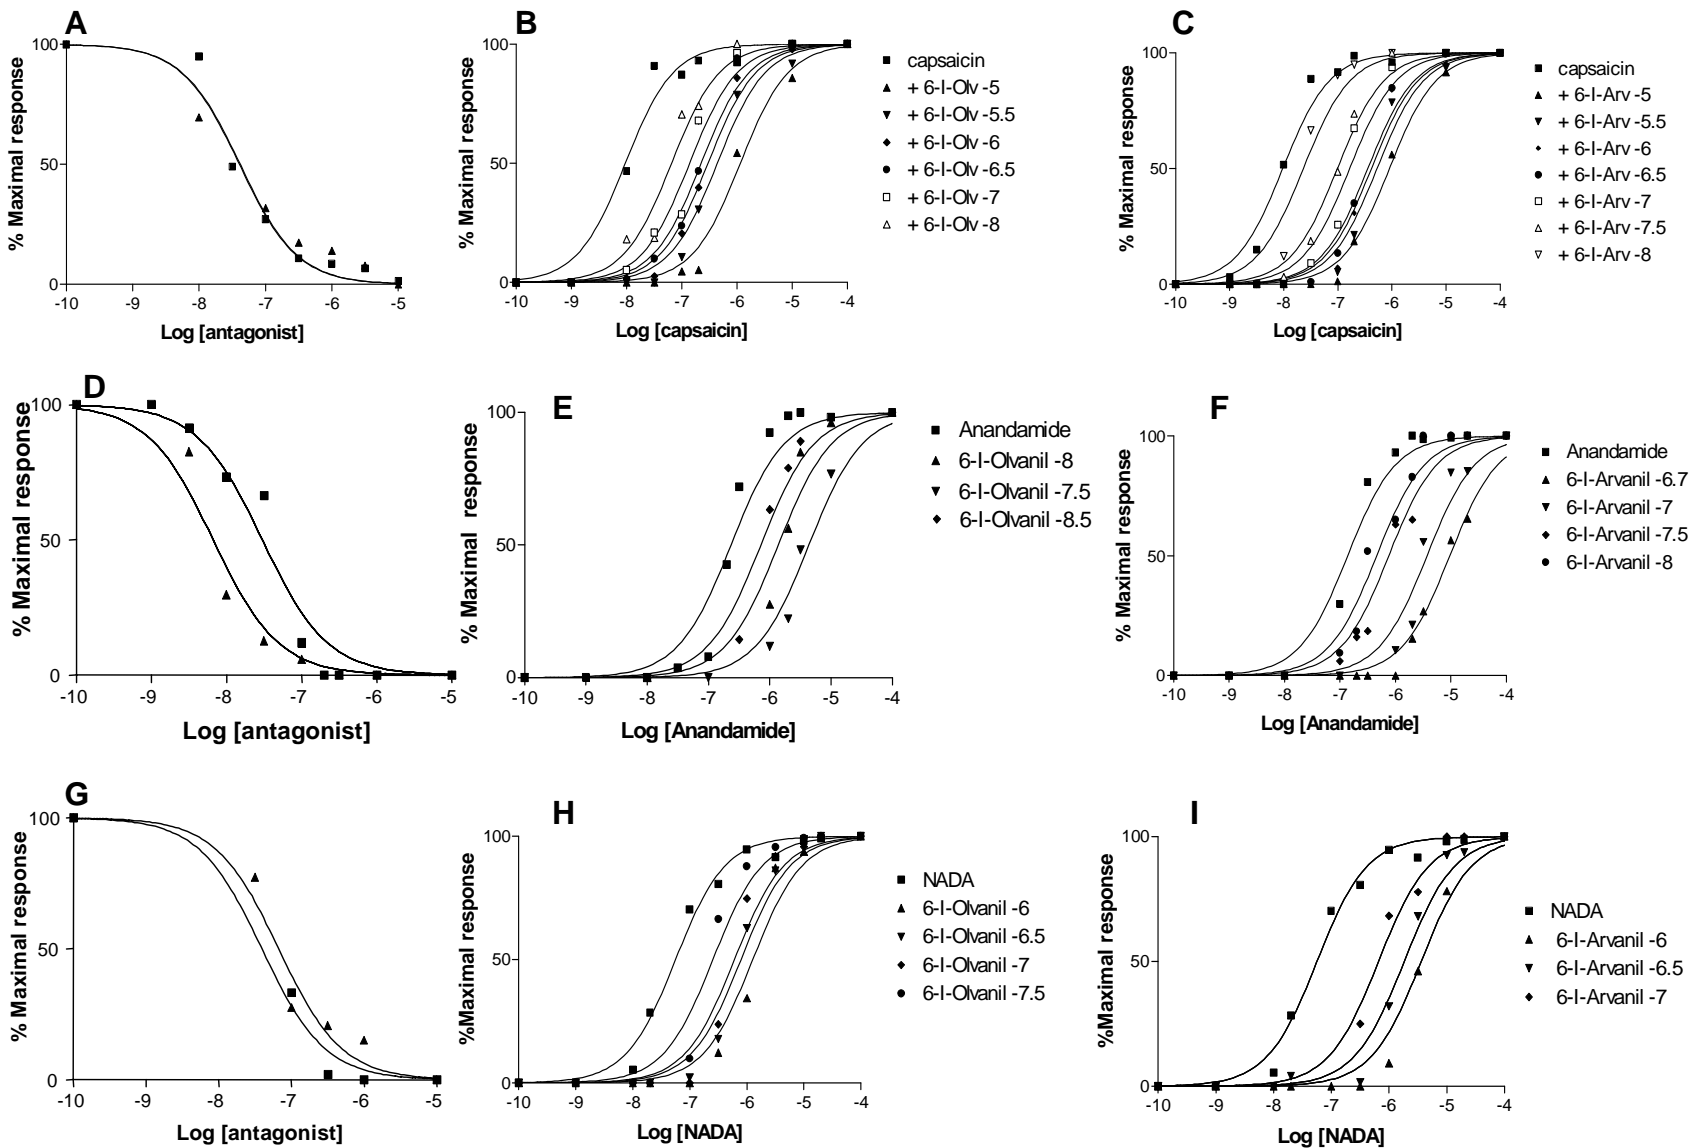 A
% Maximal response
100
50
0
-10 -9 -8 -7 -6 -5
Log [antagonist]
B
% Maximal response
100
50
0
-10 -9 -8 -7 -6 -5 -4
Log [capsaicin]
capsaicin
+ 6-I-Olv -5
+ 6-I-Olv -5.5
+ 6-I-Olv -6
+ 6-I-Olv -6.5
+ 6-I-Olv -7
+ 6-I-Olv -8
C
% Maximal response
100
50
0
-10 -9 -8 -7 -6 -5 -4
Log [capsaicin]
capsaicin
+ 6-I-Arv -5
+ 6-I-Arv -5.5
+ 6-I-Arv -6
+ 6-I-Arv -6.5
+ 6-I-Arv -7
+ 6-I-Arv -7.5
+ 6-I-Arv -8
D
% Maximal response
100
50
0
-10 -9 -8 -7 -6 -5
Log [antagonist]
E
% Maximal response
100
50
0
-10 -9 -8 -7 -6 -5 -4
Log [Anandamide]
Anandamide
6-I-Olvanil -8
6-I-Olvanil -7.5
6-I-Olvanil -8.5
F
% Maximal response
100
50
0
-10 -9 -8 -7 -6 -5 -4
Log [Anandamide]
Anandamide
6-I-Arvanil -6.7
6-I-Arvanil -7
6-I-Arvanil -7.5
6-I-Arvanil -8
G
% Maximal response
100
50
0
-10 -9 -8 -7 -6 -5
Log [antagonist]
H
%Maximal response
100
50
0
-10 -9 -8 -7 -6 -5 -4
Log [NADA]
NADA
6-I-Olvanil -6
6-I-Olvanil -6.5
6-I-Olvanil -7
6-I-Olvanil -7.5
I
%Maximal response
100
50
0
-10 -9 -8 -7 -6 -5 -4
Log [NADA]
NADA
6-I-Arvanil -6
6-I-Arvanil -6.5
6-I-Arvanil -7